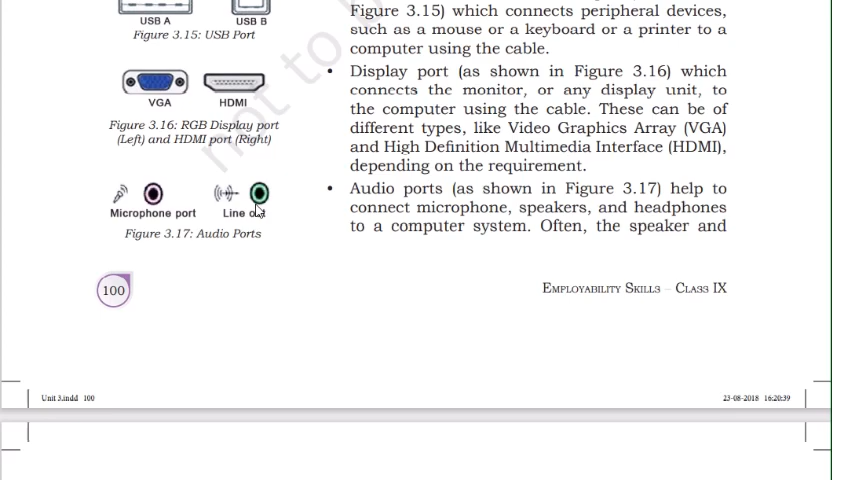 USB A USB B
Figure 3.15: USB Port
VGA HDMI
Figure 3.16: RGB Display port
(Left) and HDMI port (Right)
Microphone port Line out
Figure 3.17: Audio Ports
Figure 3.15) which connects peripheral devices,
such as a mouse or a keyboard or a printer to a
computer using the cable.
• Display port (as shown in Figure 3.16) which
connects the monitor, or any display unit, to
the computer using the cable. These can be of
different types, like Video Graphics Array (VGA)
and High Definition Multimedia Interface (HDMI),
depending on the requirement.
• Audio ports (as shown in Figure 3.17) help to
connect microphone, speakers, and headphones
to a computer system. Often, the speaker and
not to b
100
Employability Skills – Class IX
Unit 3.indd 100
23-08-2018 16:20:39